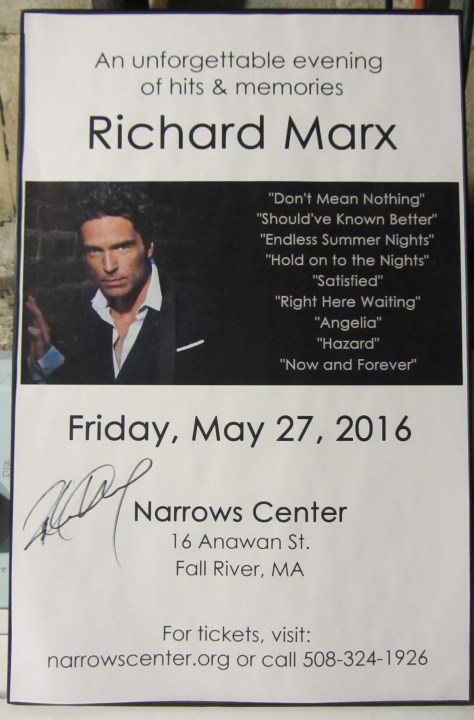 An unforgettable evening
of hits & memories
Richard Marx
"Don't Mean Nothing"
"Should've Known Better"
"Endless Summer Nights"
"Hold on to the Nights"
"Satisfied"
"Right Here Waiting"
"Angelia"
"Hazard"
"Now and Forever"
Friday, May 27, 2016
Narrows Center
16 Anawan St.
Fall River, MA
For tickets, visit:
narrowscenter.org or call 508-324-1926